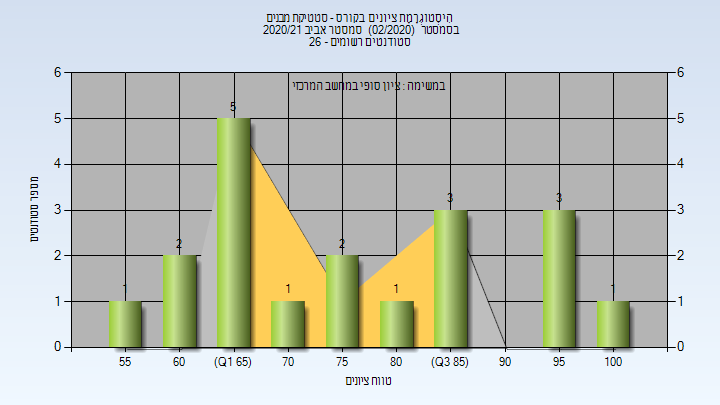 היסטוגרמת ציונים בקורס - סטטיקת מבנים
בסמסטר (02/2020) סמסטר אביב 2020/21
סטודנטים רשומים - 26
במשימה : ציון סופי במחשב המרכזי
מספר סטודנטים
6 6
5 5
4 4
3 3
2 2
1 1
0 0
1 2 5 1 2 1 3 3 1
55 60 (Q1 65) 70 75 80 (Q3 85) 90 95 100
טווח ציונים